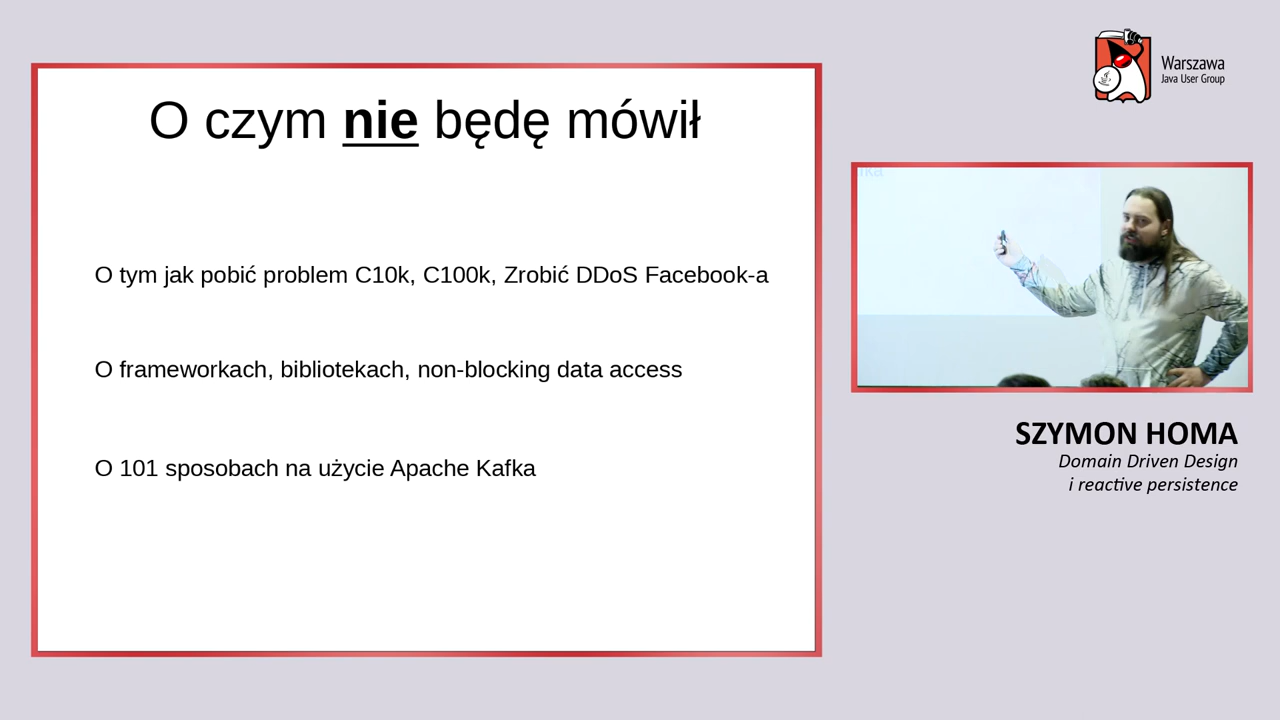 O czym nie będę mówił
O tym jak pobić problem C10k, C100k, Zrobić DDoS Facebook-a
O frameworkach, bibliotekach, non-blocking data access
O 101 sposobach na użycie Apache Kafka
Warszawa
Java User Group
SZYMON HOMA
Domain Driven Design
i reactive persistence